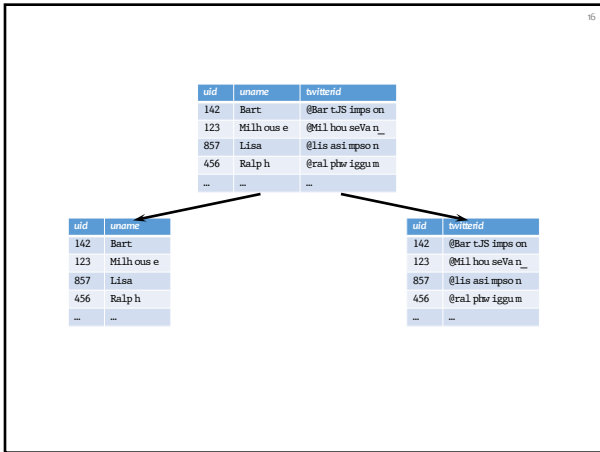 16
uid uname twitterid
142 Bart @BartJSimpson
123 Milhouse @MilhouseVan_
857 Lisa @lisasimpson
456 Ralph @ralphwiggum
... ... ...
uid uname
142 Bart
123 Milhouse
857 Lisa
456 Ralph
... ...
uid twitterid
142 @BartJSimpson
123 @MilhouseVan_
857 @lisasimpson
456 @ralphwiggum
... ...